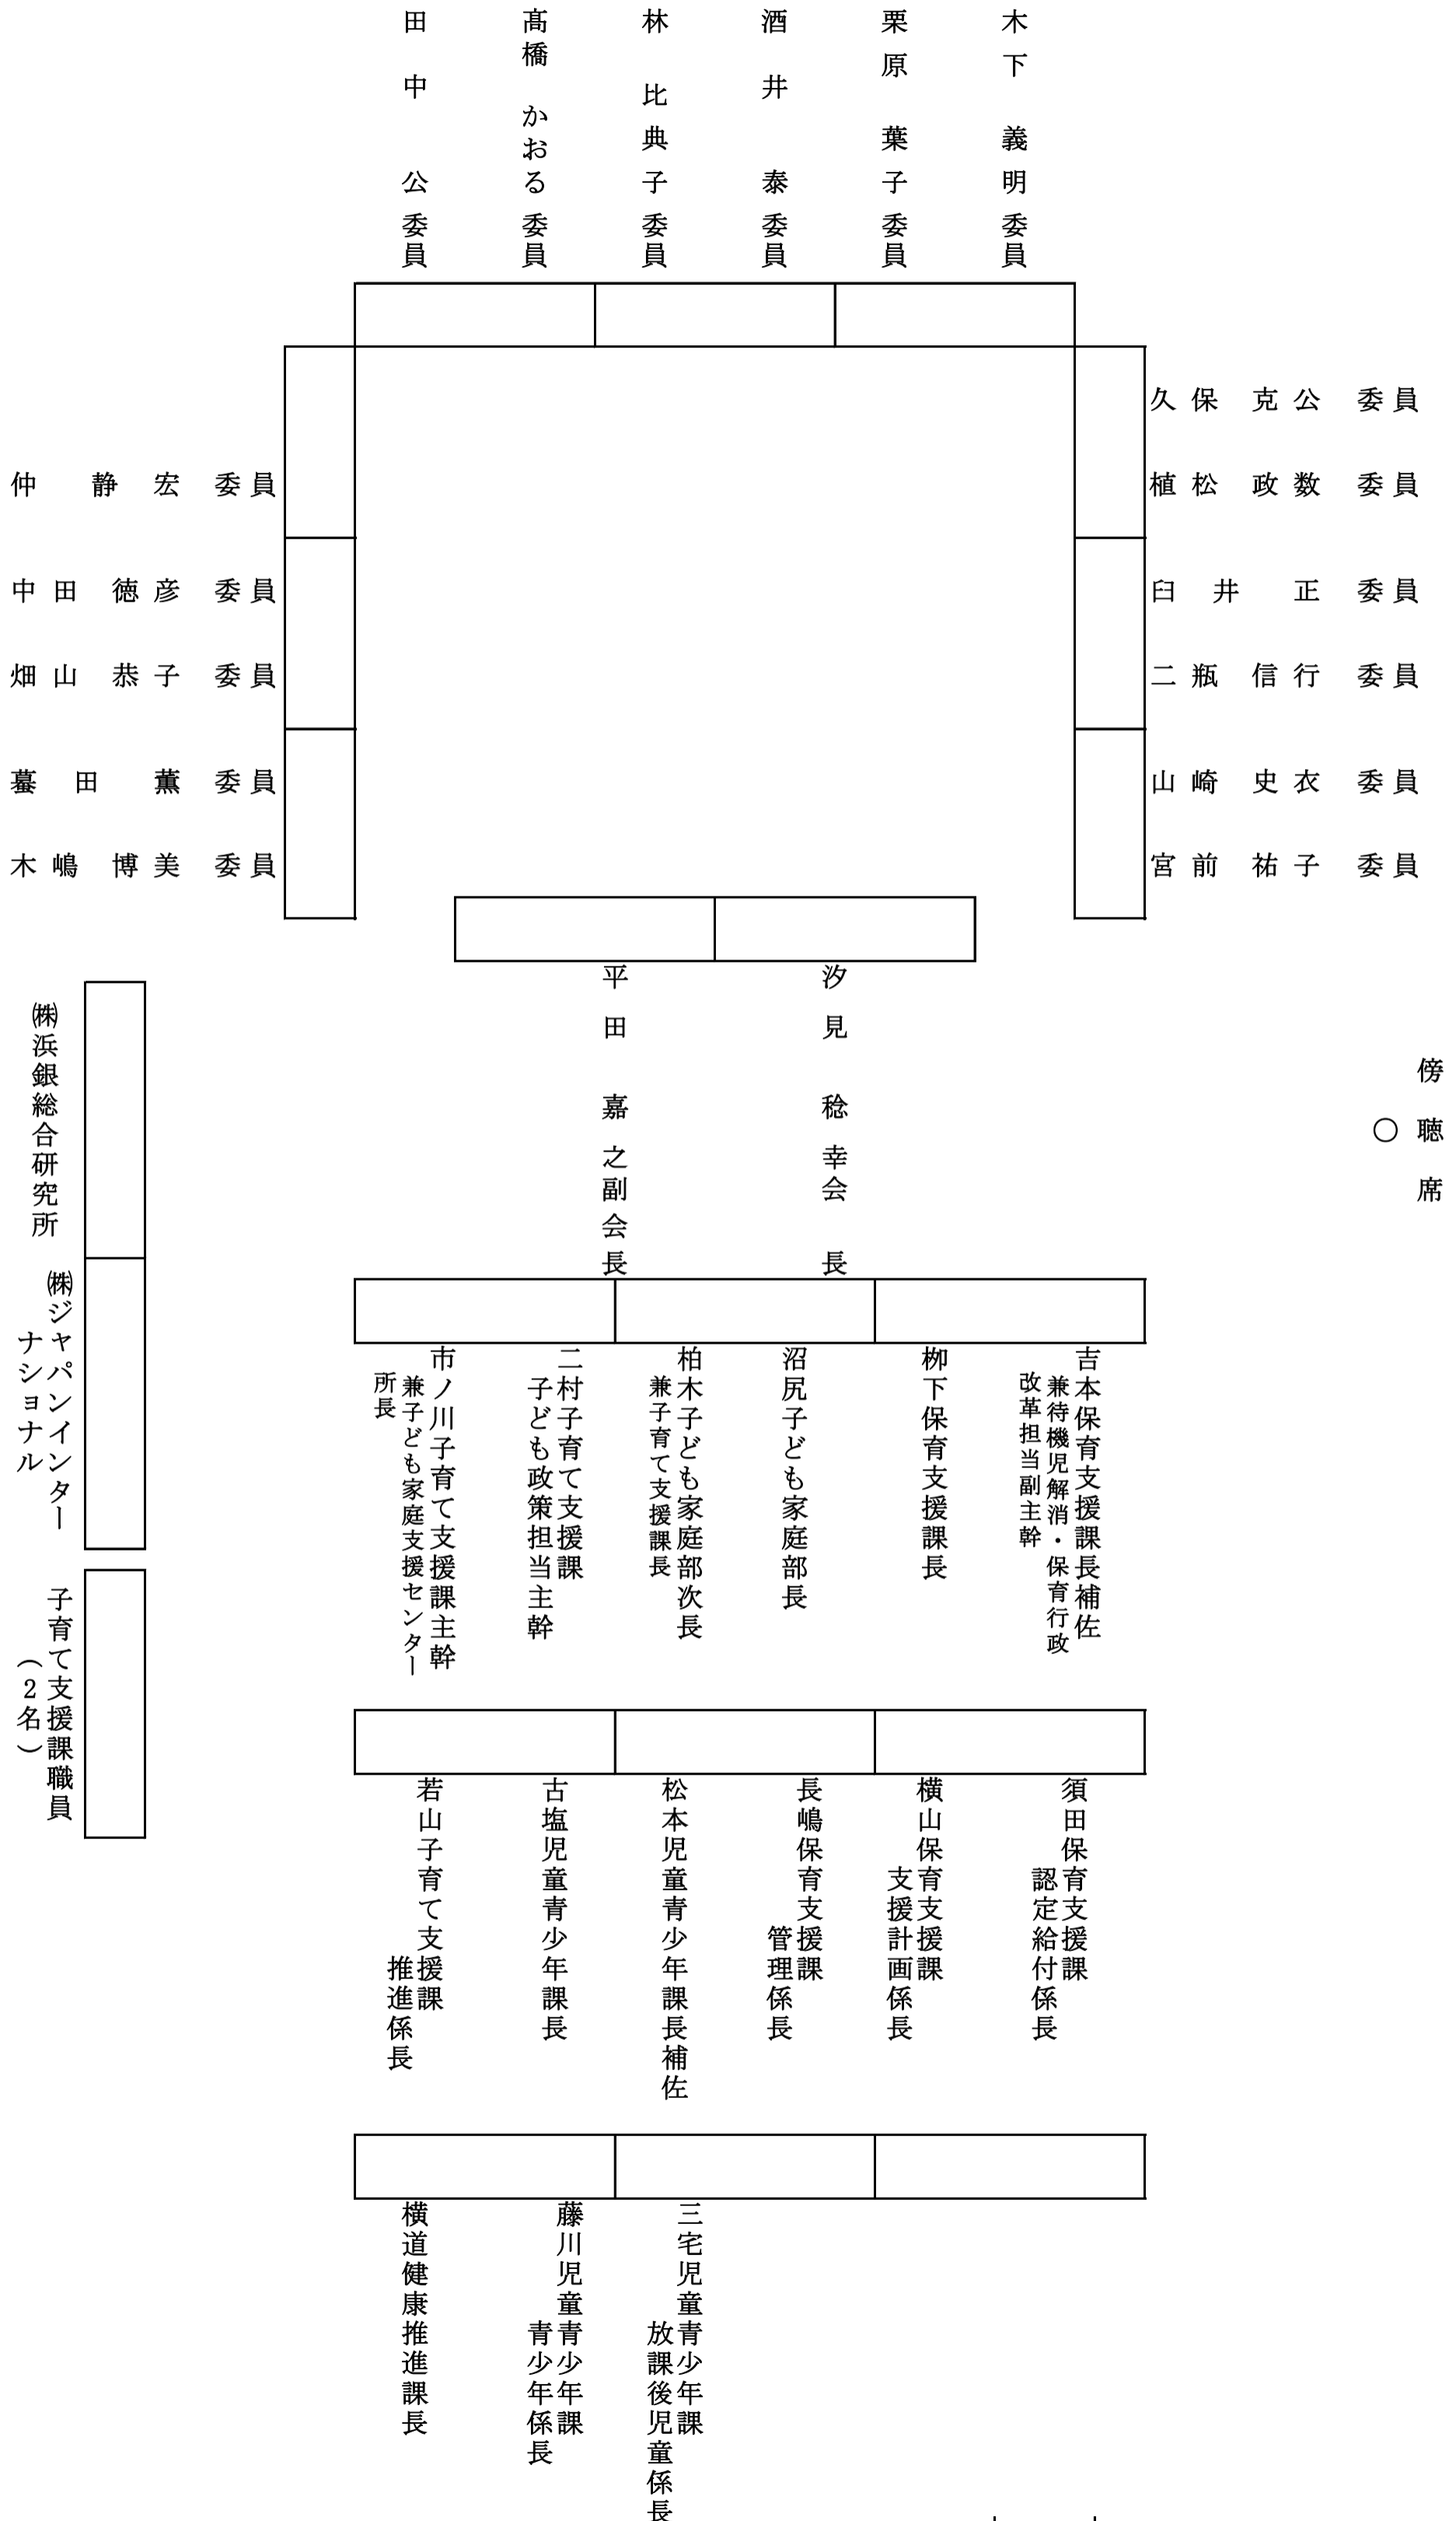 木下 義明委員
栗原 葉子委員
酒井 泰委員
林 比典子委員
髙橋 かおる委員
田中 公委員
久保 克公 委員
植松 政数 委員
臼井 正 委員
二瓶 信行 委員
山崎 史衣 委員
宮前 祐子 委員
仲 静宏 委員
中田 徳彦 委員
畑山 恭子 委員
蟇田 薫 委員
木嶋 博美 委員
汐見 稔幸会長
平田 嘉之副会長
傍聴席
○
㈱浜銀総合研究所
㈱ジャパンインター
ナショナル
子育て支援課職員
(2名)
吉本保育支援課長補佐
兼待機児解消・保育行政
改革担当副主幹
栁下保育支援課長
沼尻子ども家庭部長
柏木子ども家庭部次長
兼子育て支援課長
二村子育て支援課
子ども政策担当主幹
市ノ川子育て支援課主幹
兼子ども家庭支援センター
所長
須田保育支援課
認定給付係長
横山保育支援課
支援計画係長
長嶋保育支援課
管理係長
松本児童青少年課長補佐
古塩児童青少年課長
若山子育て支援課
推進係長
三宅児童青少年課
放課後児童係長
藤川児童青少年課
青少年係長
横道健康推進課長